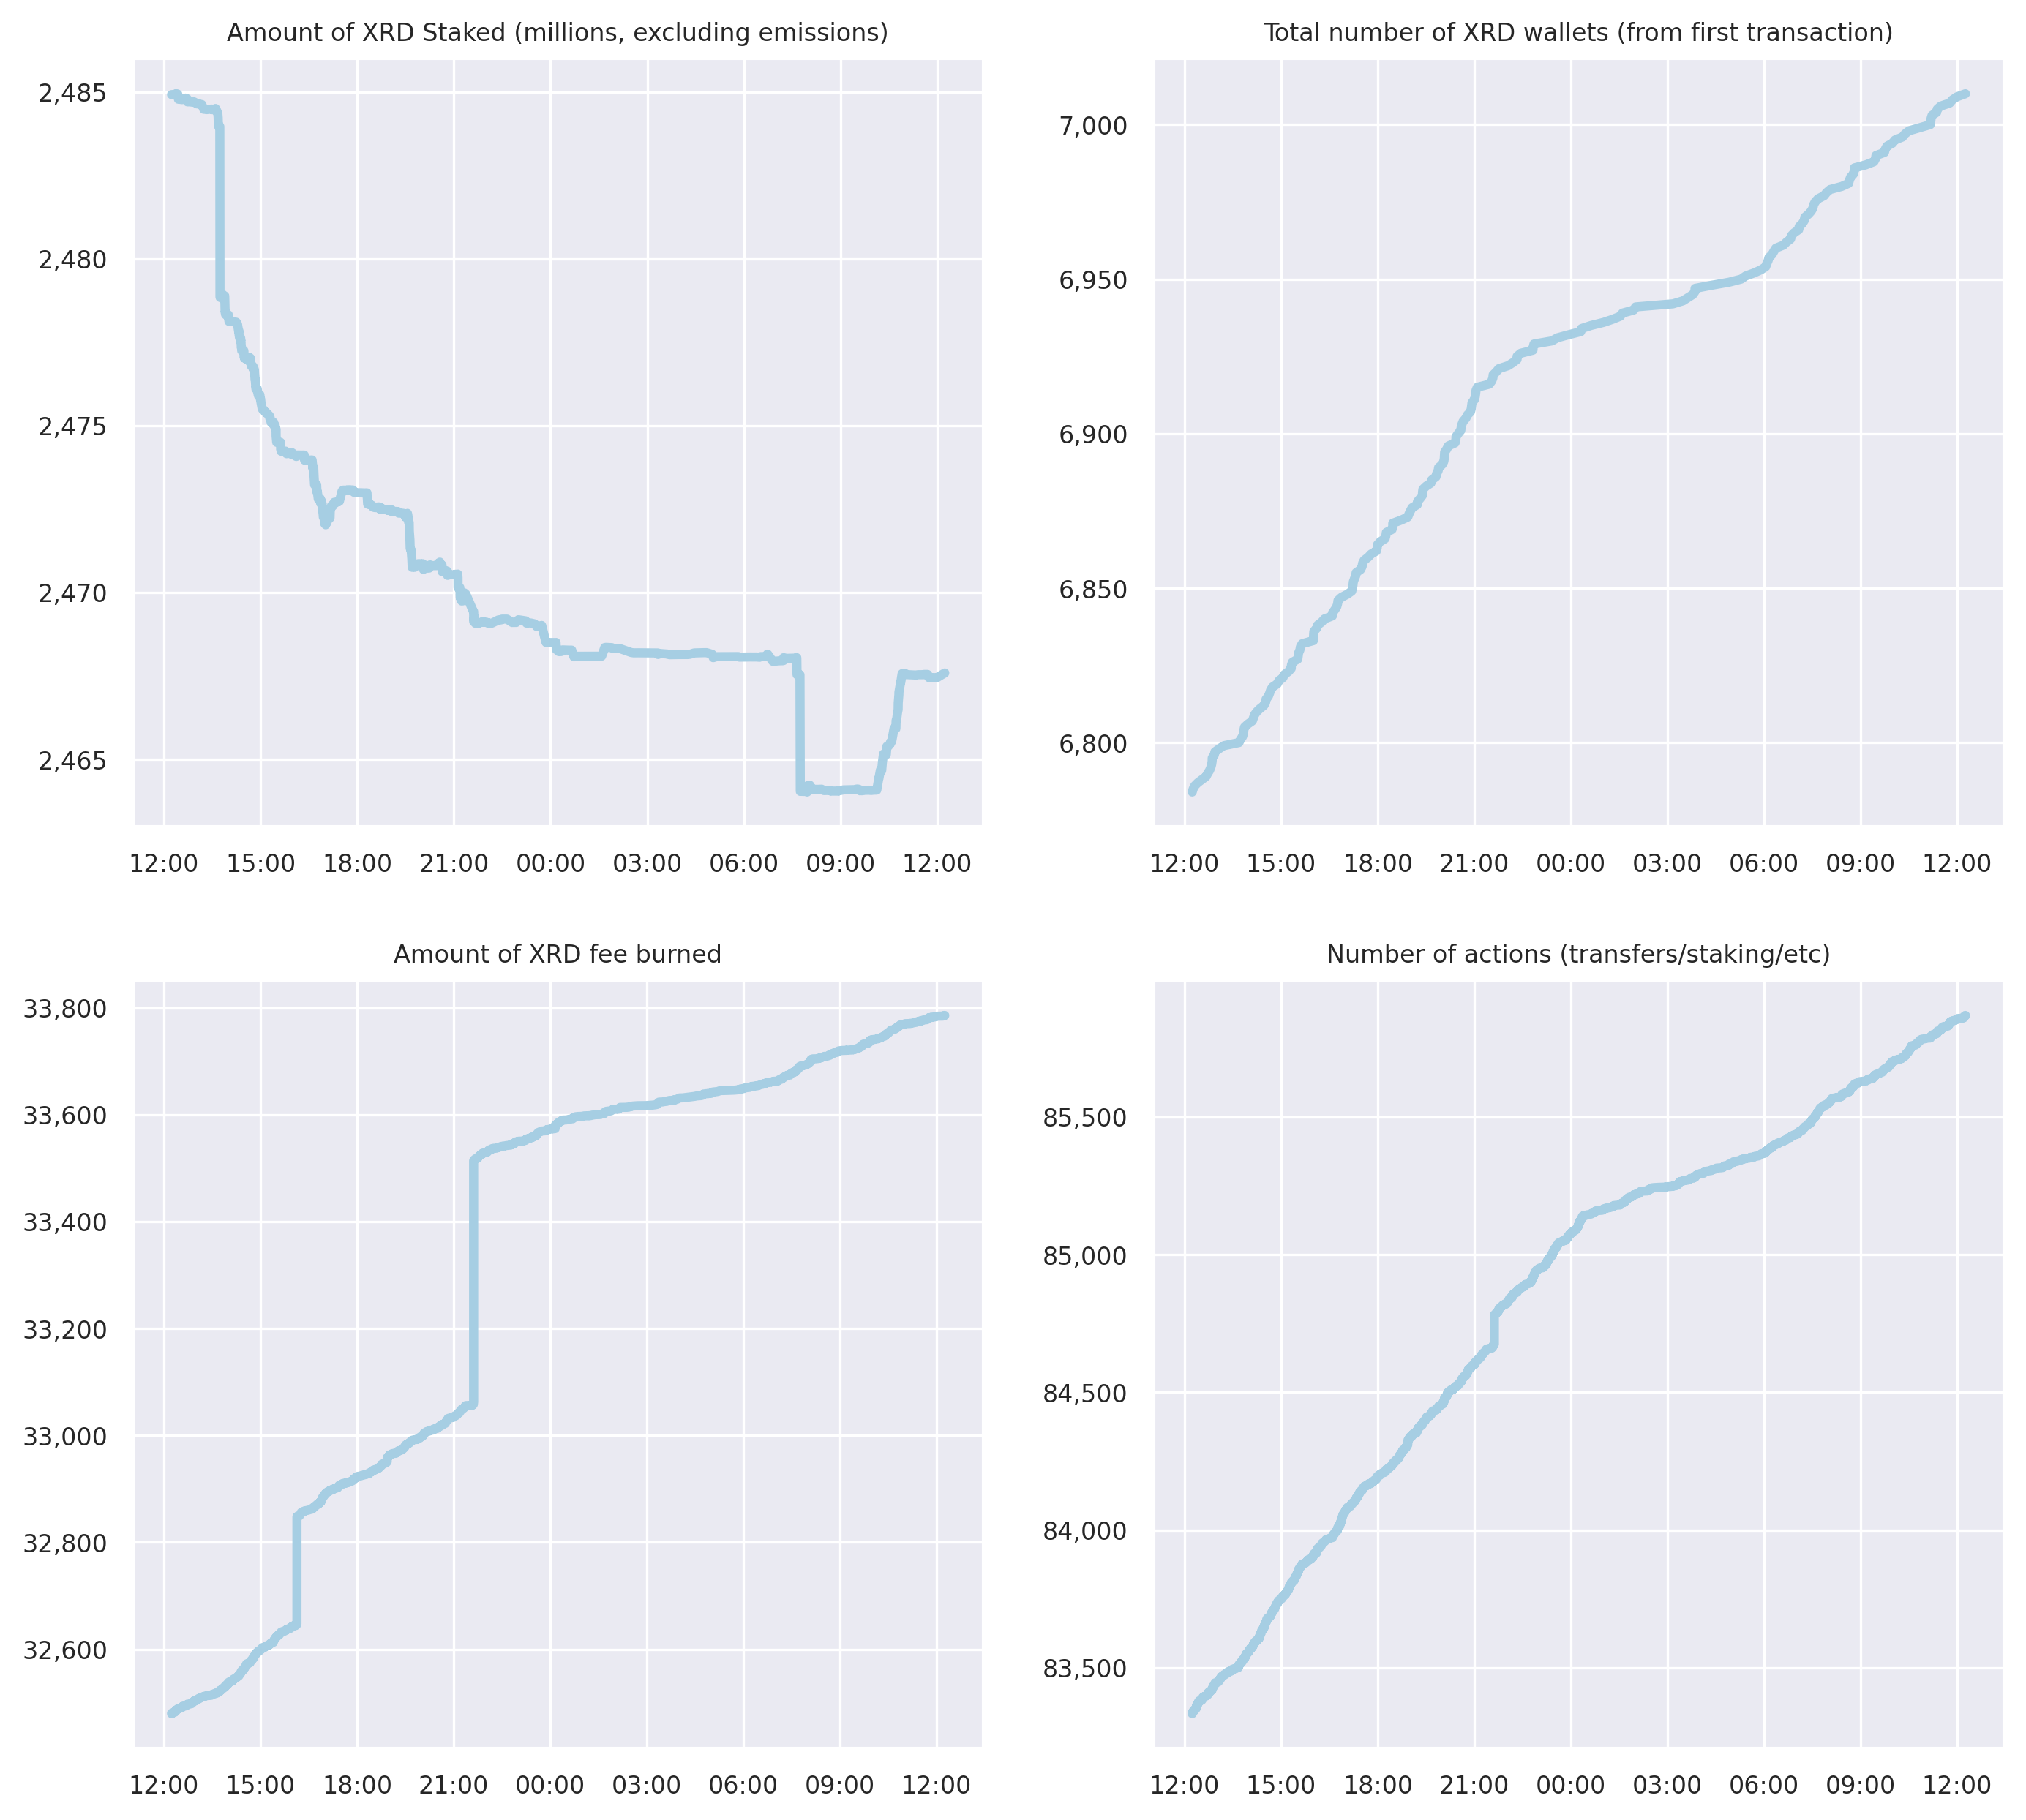 Amount of XRD Staked (millions, excluding emissions)
2,485
2,480
2,475
2,470
2,465
12:00 15:00 18:00 21:00 00:00 03:00 06:00 09:00 12:00
Total number of XRD wallets (from first transaction)
7,000
6,950
6,900
6,850
6,800
12:00 15:00 18:00 21:00 00:00 03:00 06:00 09:00 12:00
Amount of XRD fee burned
33,800
33,600
33,400
33,200
33,000
32,800
32,600
12:00 15:00 18:00 21:00 00:00 03:00 06:00 09:00 12:00
Number of actions (transfers/staking/etc)
85,500
85,000
84,500
84,000
83,500
12:00 15:00 18:00 21:00 00:00 03:00 06:00 09:00 12:00